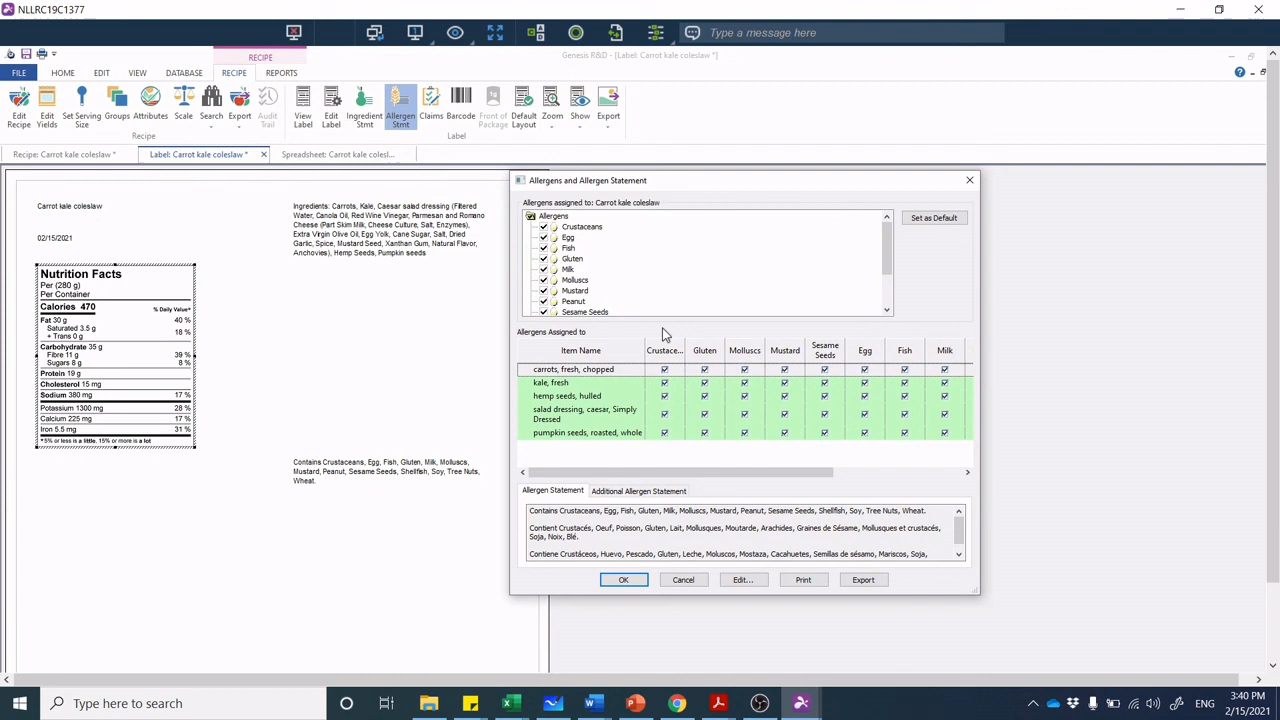 NLLRC19C1377
Type a message here
RECIPE
Genesis R&D - [Label: Carrot kale coleslaw *]
FILE HOME EDIT VIEW DATABASE RECIPE REPORTS
Edit Recipe
Edit Yields
Set Serving Size
Groups
Attributes
Scale
Search
Export
Audit Trail
View Label
Edit Label
Ingredient Stmt
Allergen Stmt
Claims
Barcode
Front of Package
Default Layout
Zoom
Show
Export
Recipe
Label
Recipe: Carrot kale coleslaw *
Label: Carrot kale coleslaw *
Spreadsheet: Carrot kale colesl...
Carrot kale coleslaw
02/15/2021
Ingredients: Carrots, Kale, Caesar salad dressing (Filtered
Water, Canola Oil, Red Wine Vinegar, Parmesan and Romano
Cheese (Part Skim Milk, Cheese Culture, Salt, Enzymes),
Extra Virgin Olive Oil, Egg Yolk, Cane Sugar, Salt, Dried
Garlic, Spice, Mustard Seed, Xanthan Gum, Natural Flavor,
Anchovies), Hemp Seeds, Pumpkin seeds
Nutrition Facts
Per (280 g)
Per Container
Calories 470
% Daily Value*
Fat 30 g 40 %
Saturated 3.5 g
+ Trans 0 g
18 %
Carbohydrate 35 g
Fibre 11 g 39 %
Sugars 8 g 8 %
Protein 19 g
Cholesterol 15 mg
Sodium 380 mg 17 %
Potassium 1300 mg 28 %
Calcium 225 mg 17 %
Iron 5.5 mg 31 %
*5% or less is a little, 15% or more is a lot
Contains Crustaceans, Egg, Fish, Gluten, Milk, Molluscs,
Mustard, Peanut, Sesame Seeds, Shellfish, Soy, Tree Nuts,
Wheat.
Allergens and Allergen Statement
Allergens assigned to: Carrot kale coleslaw
Allergens
Crustaceans
Egg
Fish
Gluten
Milk
Molluscs
Mustard
Peanut
Sesame Seeds
Set as Default
Allergens Assigned to
Item Name Crustace... Gluten Molluscs Mustard Sesame Seeds Egg Fish Milk
carrots, fresh, chopped
kale, fresh
hemp seeds, hulled
salad dressing, caesar, Simply
Dressed
pumpkin seeds, roasted, whole
Allergen Statement Additional Allergen Statement
Contains Crustaceans, Egg, Fish, Gluten, Milk, Molluscs, Mustard, Peanut, Sesame Seeds, Shellfish, Soy, Tree Nuts, Wheat.
Contient Crustacés, Oeuf, Poisson, Gluten, Lait, Mollusques, Moutarde, Arachides, Graines de Sésame, Mollusques et crustacés,
Soja, Noix, Blé.
Contiene Crustáceos, Huevo, Pescado, Gluten, Leche, Moluscos, Mostaza, Cacahuetes, Semillas de sésamo, Mariscos, Soja,
OK Cancel Edit... Print Export
Type here to search
ENG
3:40 PM
2/15/2021